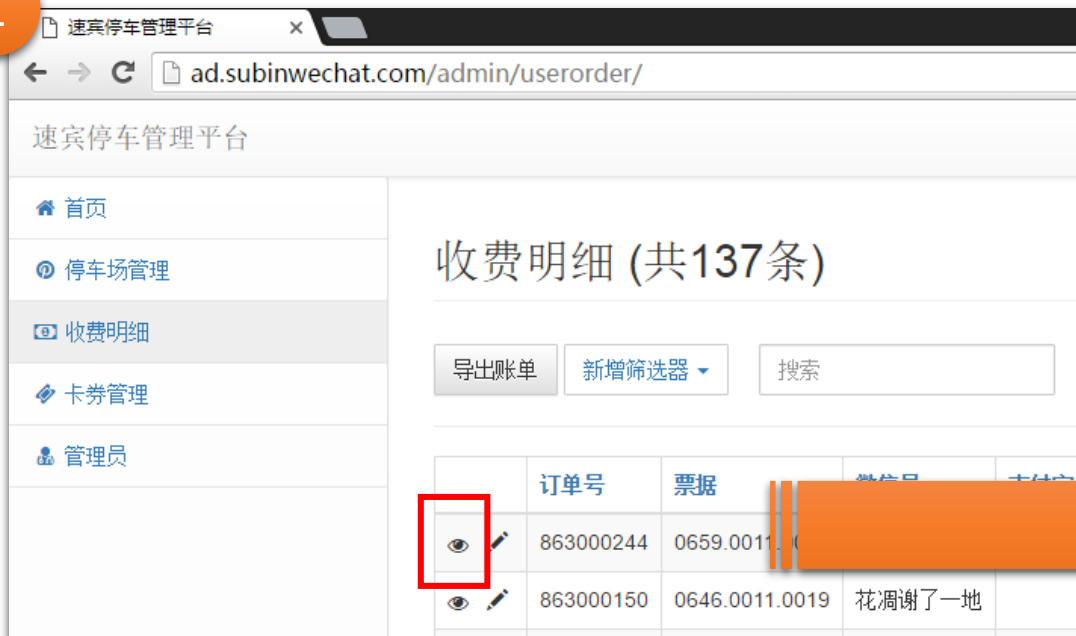 速宾停车管理平台
ad.subinwechat.com/admin/userorder/
速宾停车管理平台
首页
停车场管理
收费明细
卡券管理
管理员
收费明细 (共137条)
导出账单 新增筛选器 搜索
订单号 票据
863000244 0659.0011
863000150 0646.0011.0019 花凋谢了一地